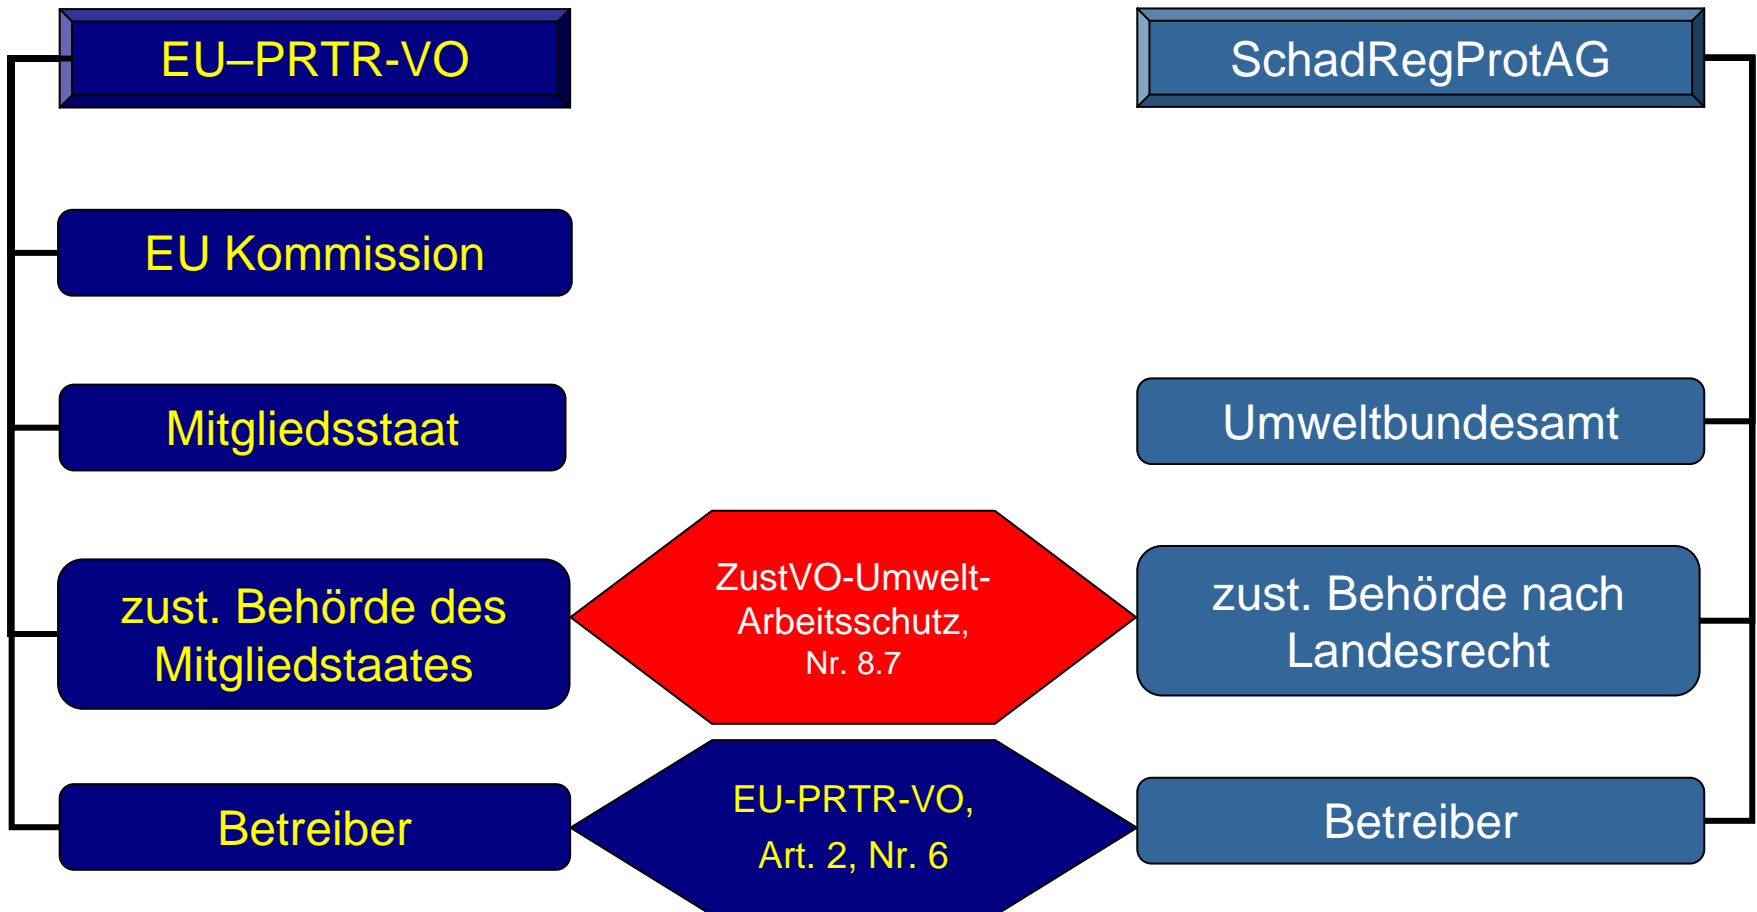 EU–PRTR-VO
SchadRegProtAG
EU Kommission
Mitgliedsstaat
Umweltbundesamt
zust. Behörde des
Mitgliedstaates
ZustVO-Umwelt-
Arbeitsschutz,
Nr. 8.7
zust. Behörde nach
Landesrecht
Betreiber
EU-PRTR-VO,
Art. 2, Nr. 6
Betreiber